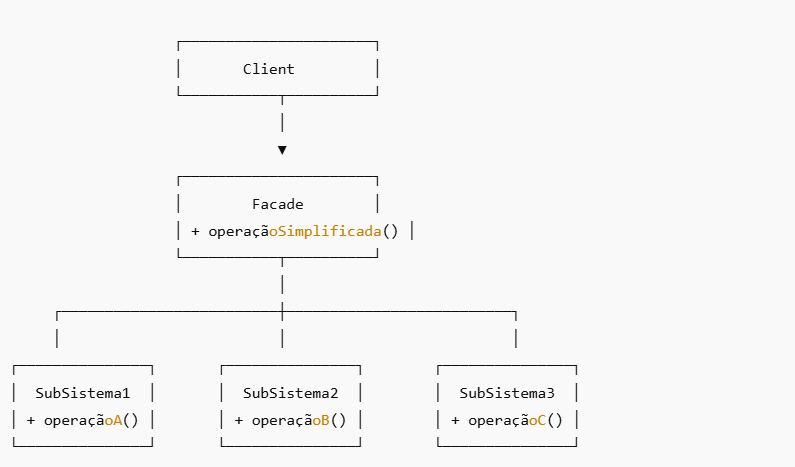 Client
Facade
+ operaçãoSimplificada()
SubSistema1 SubSistema2 SubSistema3
+ operaçãoA() + operaçãoB() + operaçãoC()